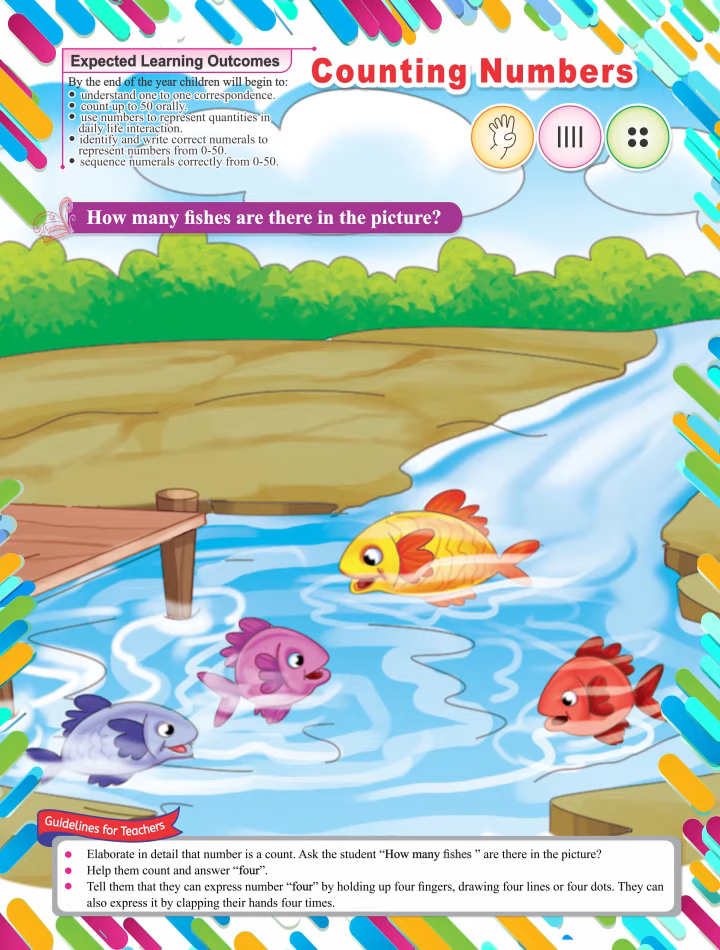 Expected Learning Outcomes
By the end of the year children will begin to:
• understand one to one correspondence.
• count up to 50 orally.
• use numbers to represent quantities in
daily life interaction.
• identify and write correct numerals to
represent numbers from 0-50.
• sequence numerals correctly from 0-50.
Counting Numbers
How many fishes are there in the picture?
Guidelines for Teachers
• Elaborate in detail that number is a count. Ask the student “How many fishes ” are there in the picture?
• Help them count and answer “four”.
• Tell them that they can express number “four” by holding up four fingers, drawing four lines or four dots. They can
also express it by clapping their hands four times.